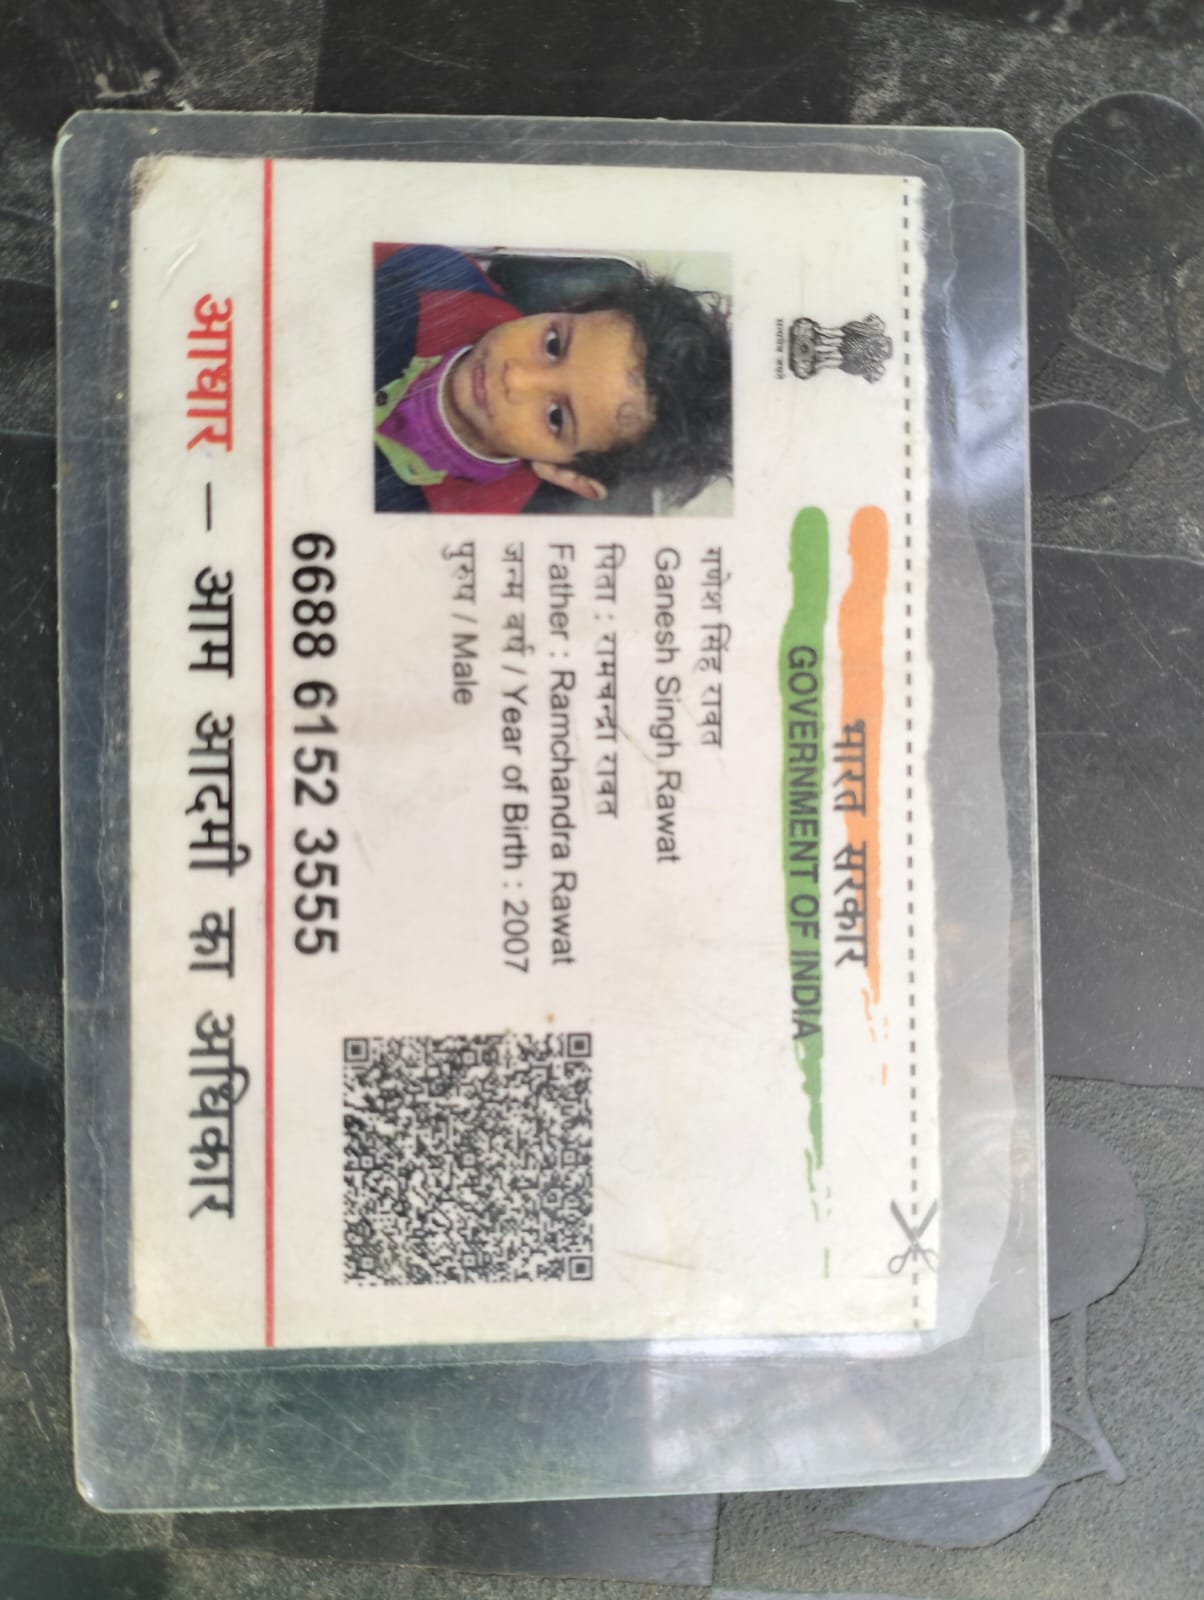 भारत सरकार
GOVERNMENT OF INDIA
सत्यमेव जयते
गणेश सिंह रावत
Ganesh Singh Rawat
पिता : रामचन्द्रा रावत
Father : Ramchandra Rawat
जन्म वर्ष / Year of Birth : 2007
पुरुष / Male
6688 6152 3555
आधार – आम आदमी का अधिकार